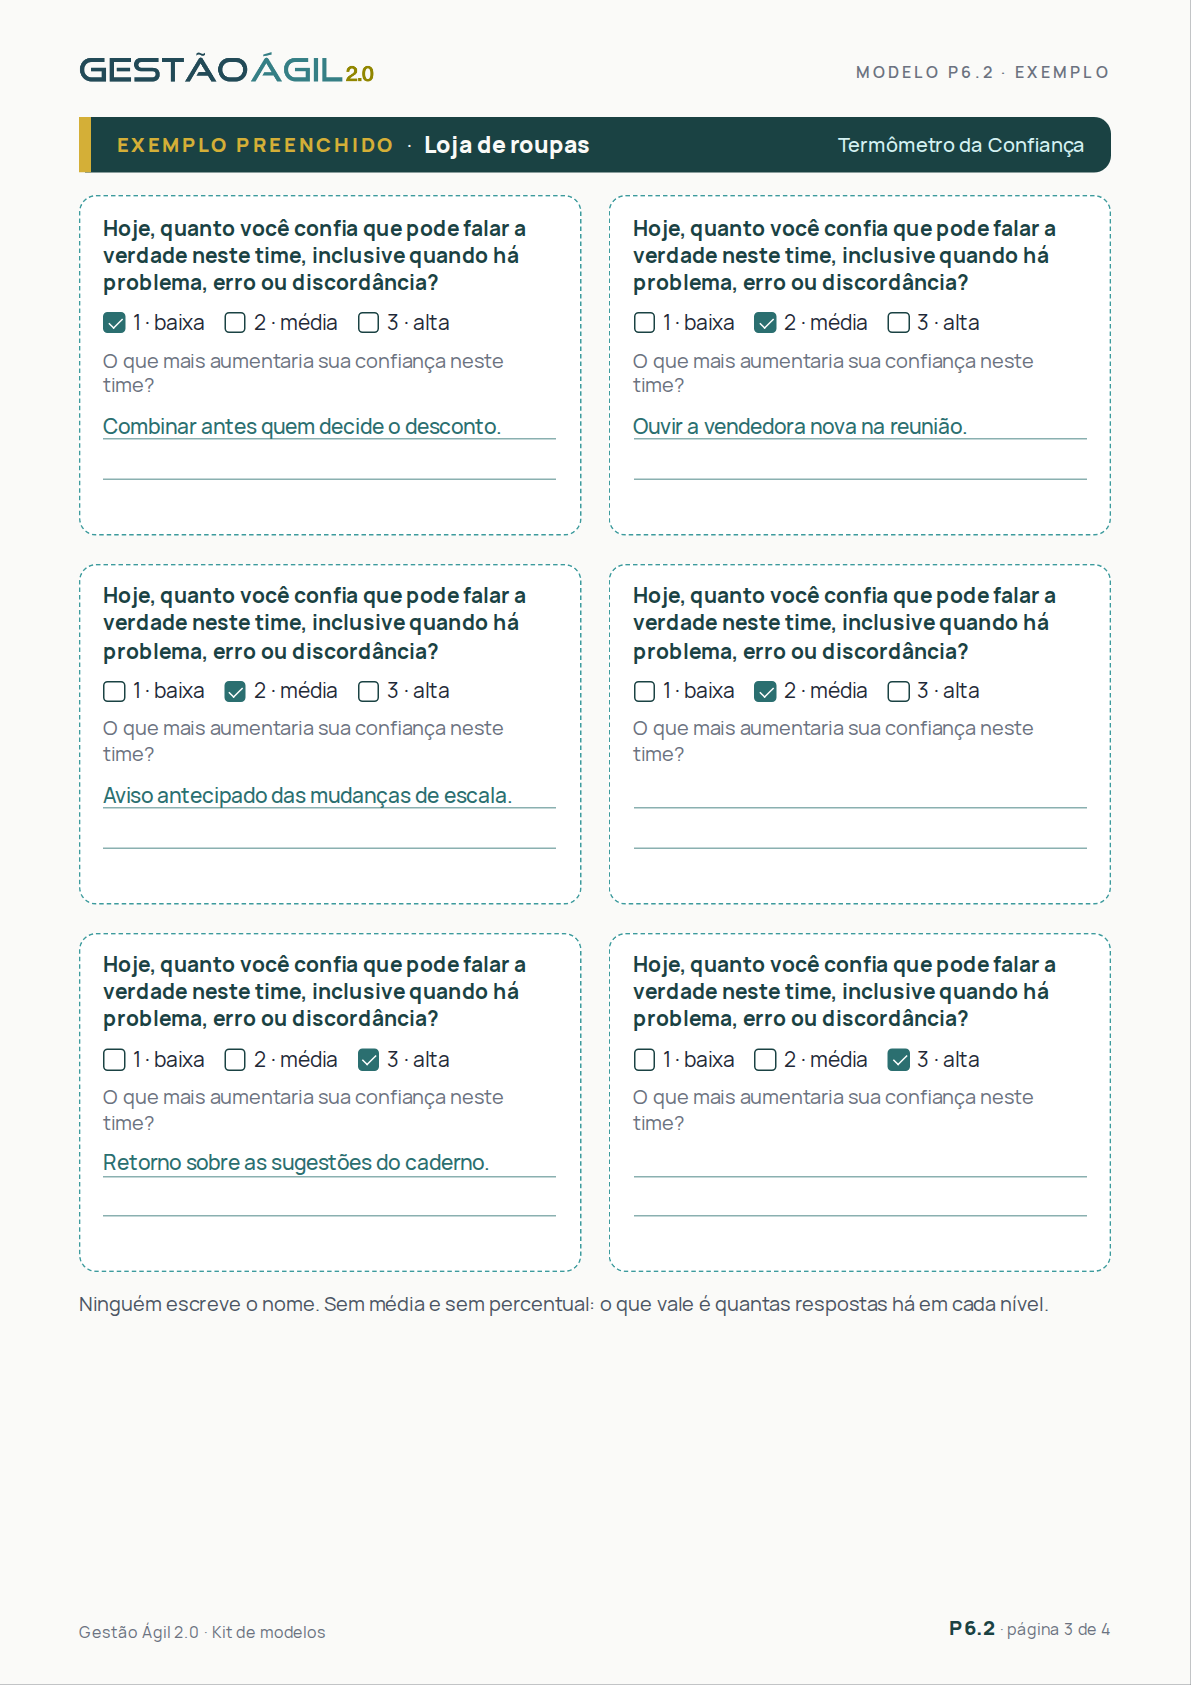 GESTÃOÁGIL2.0
MODELO P6.2 · EXEMPLO
EXEMPLO PREENCHIDO · Loja de roupas
Termômetro da Confiança
Hoje, quanto você confia que pode falar a
verdade neste time, inclusive quando há
problema, erro ou discordância?
1 · baixa 2 · média 3 · alta
O que mais aumentaria sua confiança neste
time?
Combinar antes quem decide o desconto.
Hoje, quanto você confia que pode falar a
verdade neste time, inclusive quando há
problema, erro ou discordância?
1 · baixa 2 · média 3 · alta
O que mais aumentaria sua confiança neste
time?
Ouvir a vendedora nova na reunião.
Hoje, quanto você confia que pode falar a
verdade neste time, inclusive quando há
problema, erro ou discordância?
1 · baixa 2 · média 3 · alta
O que mais aumentaria sua confiança neste
time?
Aviso antecipado das mudanças de escala.
Hoje, quanto você confia que pode falar a
verdade neste time, inclusive quando há
problema, erro ou discordância?
1 · baixa 2 · média 3 · alta
O que mais aumentaria sua confiança neste
time?
Hoje, quanto você confia que pode falar a
verdade neste time, inclusive quando há
problema, erro ou discordância?
1 · baixa 2 · média 3 · alta
O que mais aumentaria sua confiança neste
time?
Retorno sobre as sugestões do caderno.
Hoje, quanto você confia que pode falar a
verdade neste time, inclusive quando há
problema, erro ou discordância?
1 · baixa 2 · média 3 · alta
O que mais aumentaria sua confiança neste
time?
Ninguém escreve o nome. Sem média e sem percentual: o que vale é quantas respostas há em cada nível.
Gestão Ágil 2.0 · Kit de modelos
P6.2 · página 3 de 4